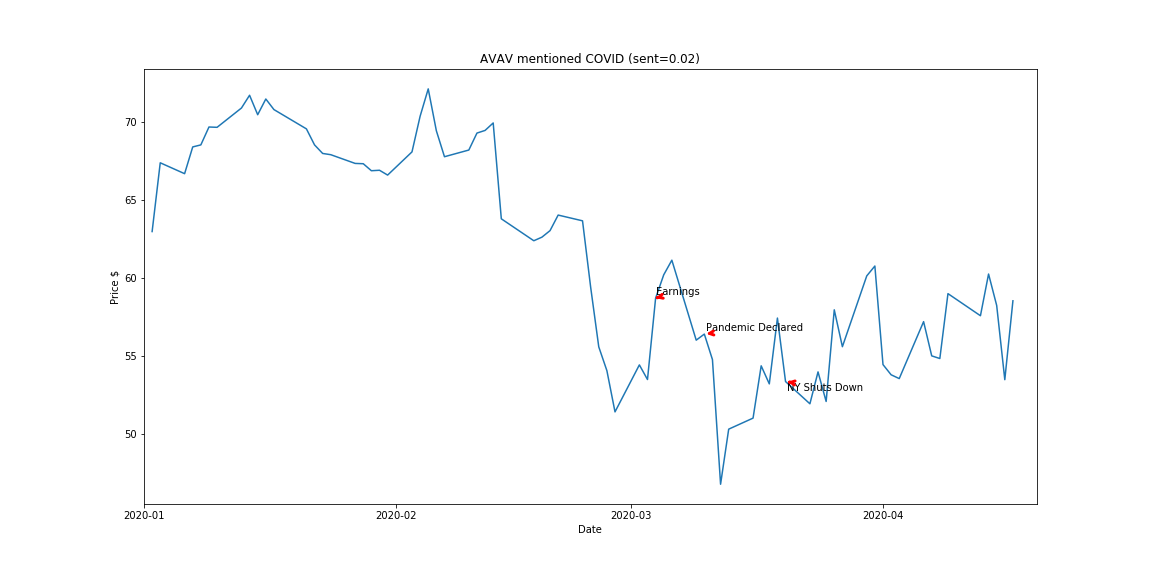 AVAV mentioned COVID (sent=0.02)
Price $
70
65
60
55
50
Earnings
Pandemic Declared
NY Shuts Down
2020-01
2020-02
2020-03
2020-04
Date